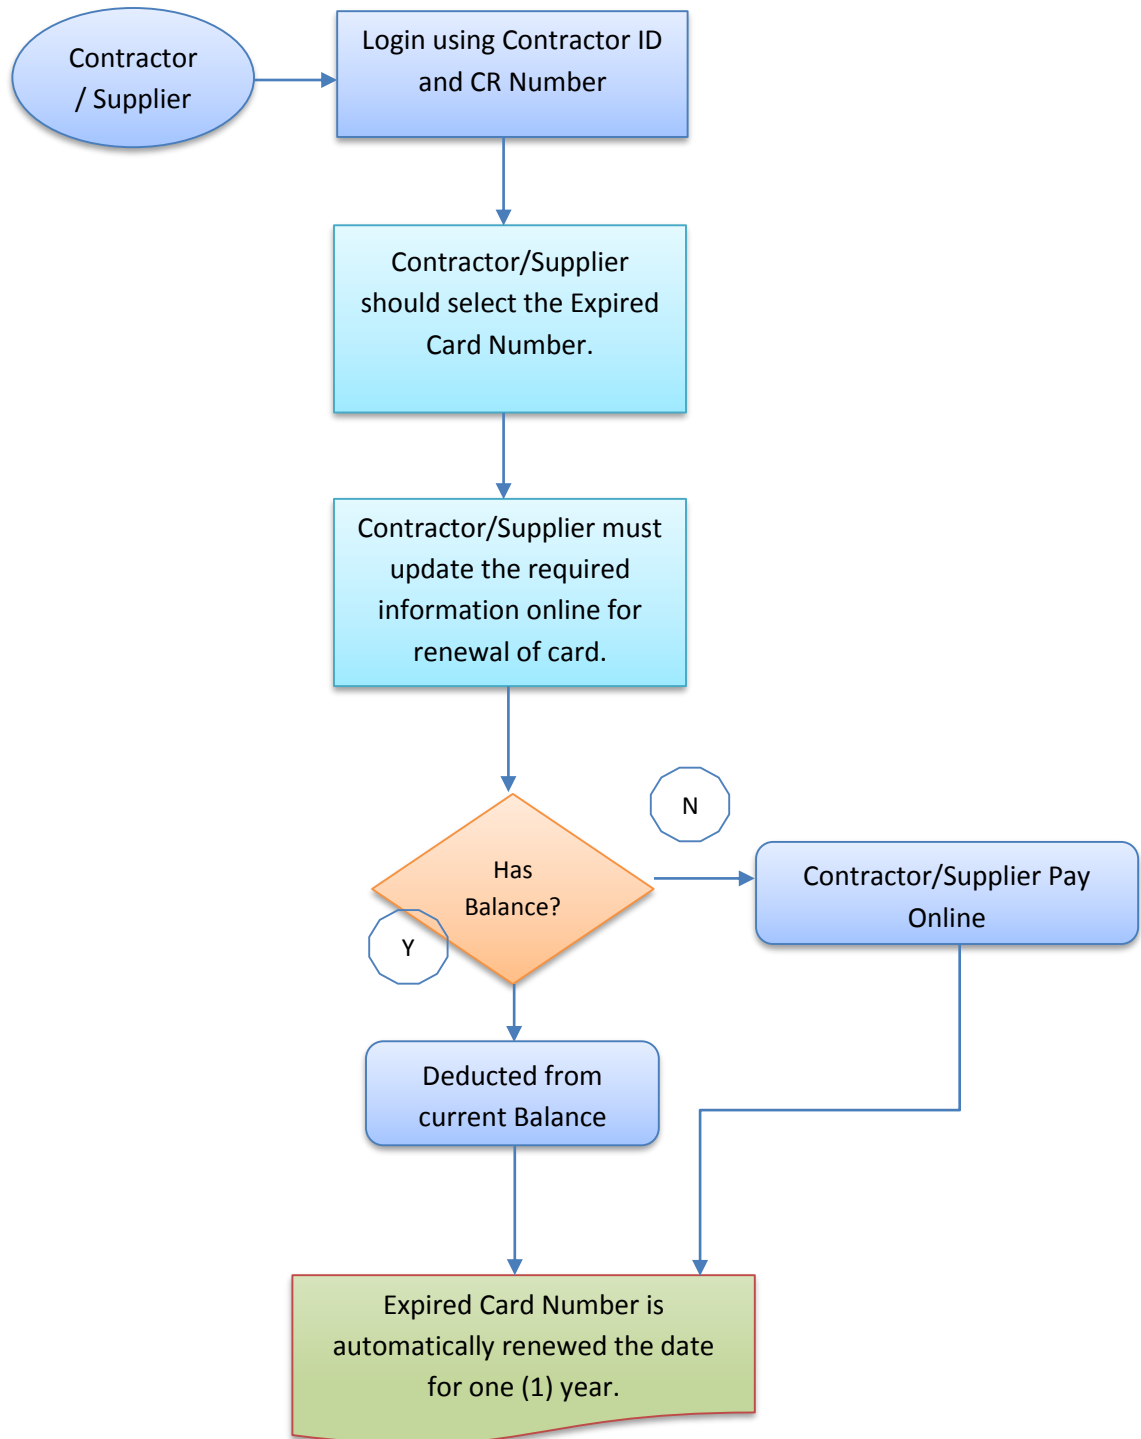 Contractor
/ Supplier
Login using Contractor ID
and CR Number
Contractor/Supplier
should select the Expired
Card Number.
Contractor/Supplier must
update the required
information online for
renewal of card.
N
Has
Balance?
Contractor/Supplier Pay
Online
Y
Deducted from
current Balance
Expired Card Number is
automatically renewed the date
for one (1) year.